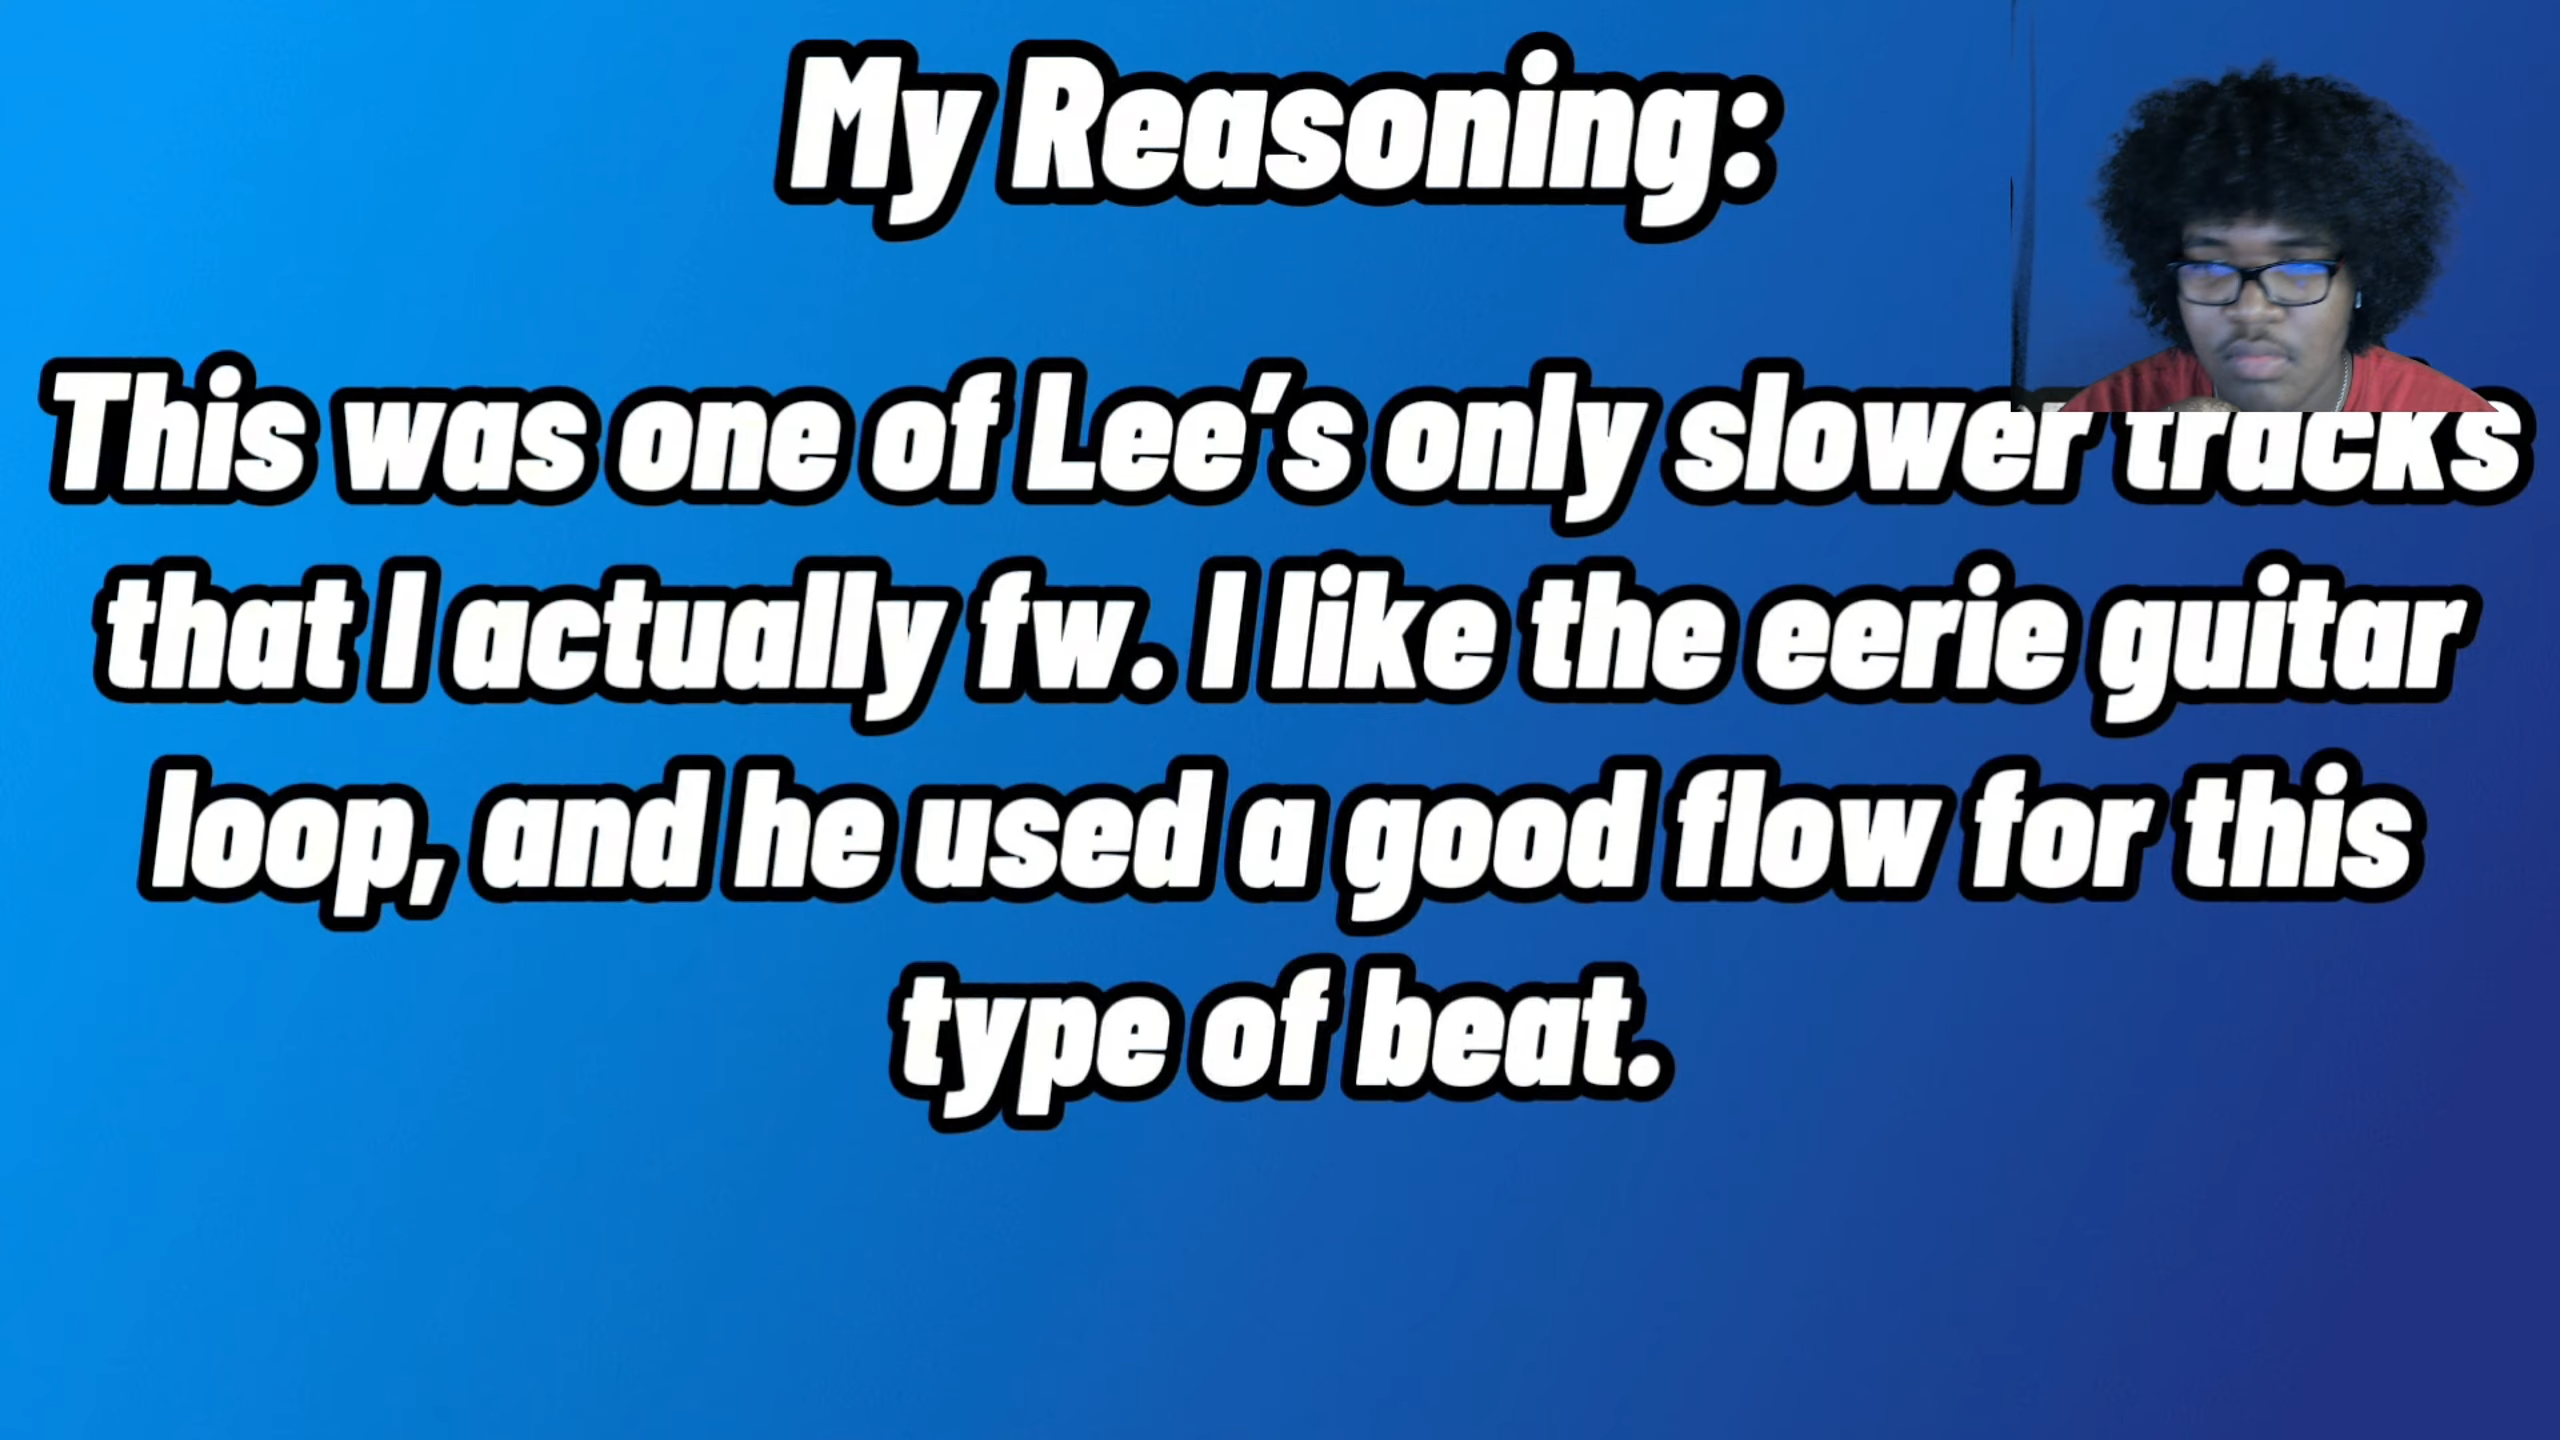 My Reasoning:
This was one of Lee's only slower tracks
that I actually fw. I like the eerie guitar
loop, and he used a good flow for this
type of beat.